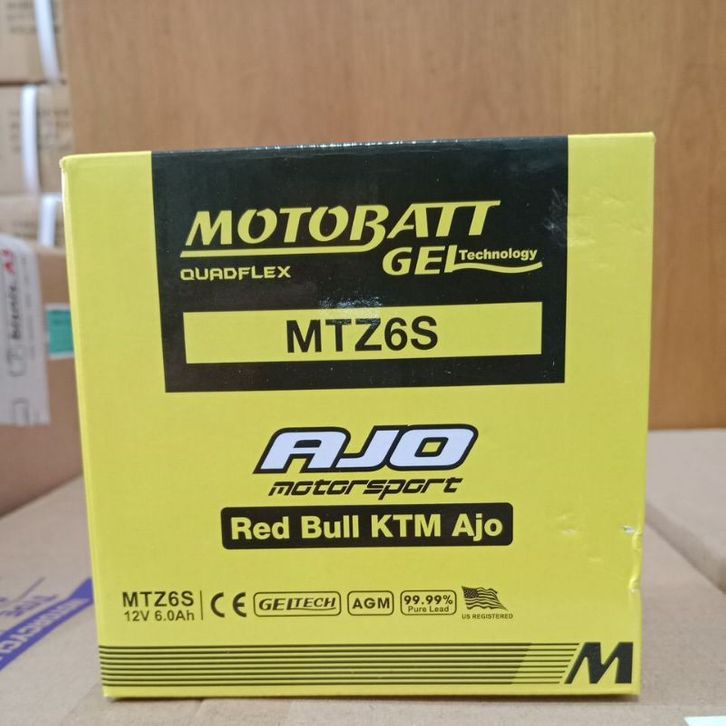 MOTOBATT
QUADFLEX
GEL Technology
MTZ6S
AJO
motorsport
Red Bull KTM Ajo
MTZ6S
12V 6.0Ah
CE
GELTECH
AGM
99.99%
Pure Lead
US REGISTERED
M